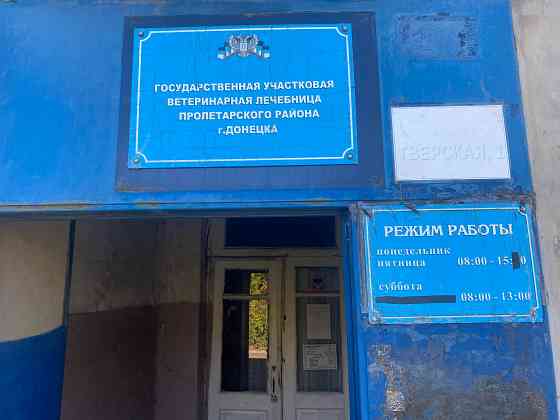 ГОСУДАРСТВЕННАЯ УЧАСТКОВАЯ
ВЕТЕРИНАРНАЯ ЛЕЧЕБНИЦА
ПРОЛЕТАРСКОГО РАЙОНА
г.ДОНЕЦКА
ТВЕРСКАЯ, 1
РЕЖИМ РАБОТЫ
понедельник
пятница 08:00 - 15:
суббота
08:00 - 13:00